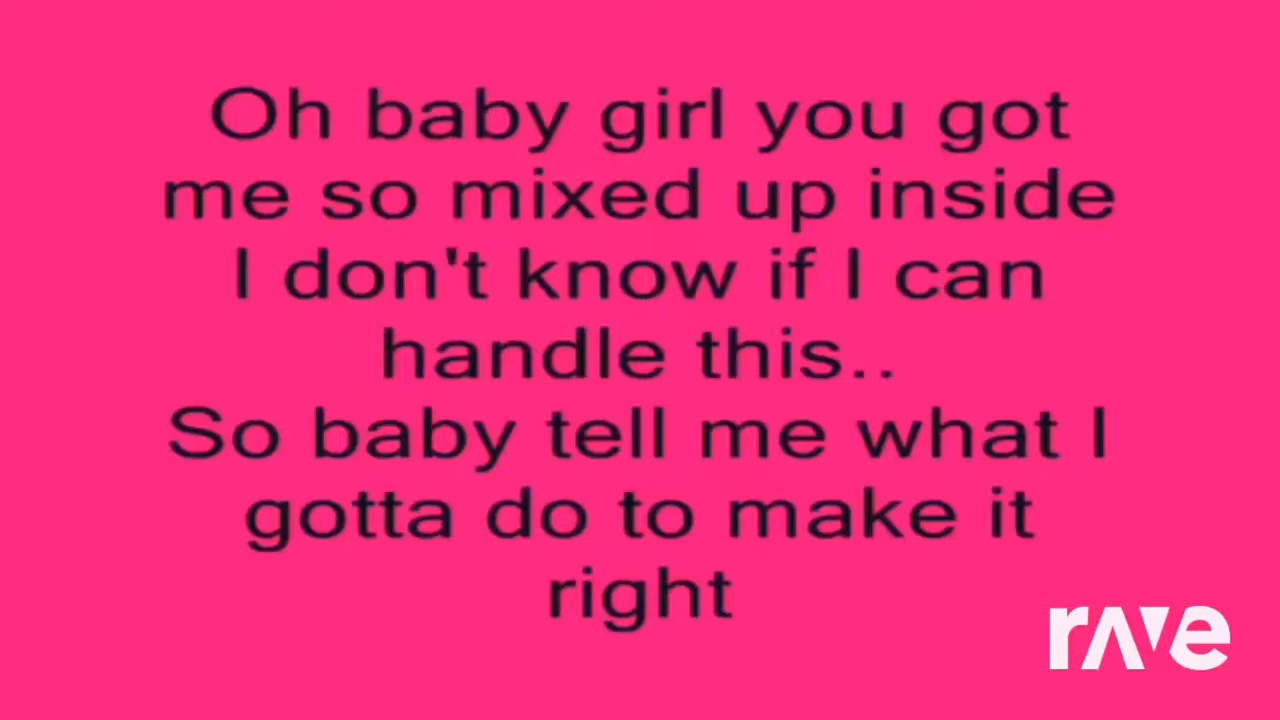 Oh baby girl you got
me so mixed up inside
I don't know if I can
handle this..
So baby tell me what I
gotta do to make it
right
rave